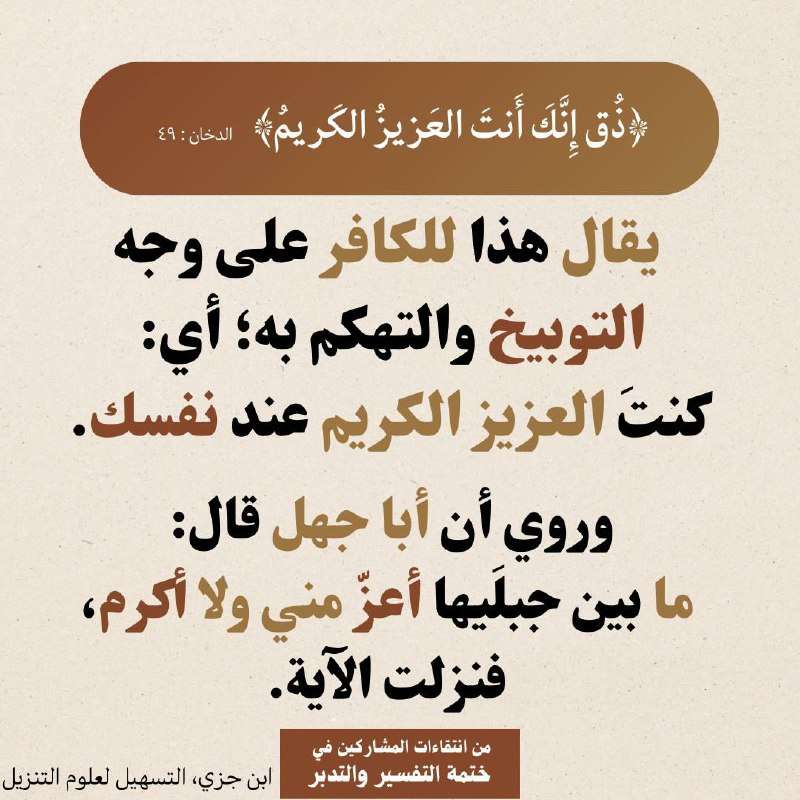 ﴿ذُق إِنَّكَ أَنتَ العَزيزُ الكَريمُ﴾ الدخان: ٤٩
يقال هذا للكافر على وجه
التوبيخ والتهكم به؛ أي:
كنتَ العزيز الكريم عند نفسك.
وروي أن أبا جهل قال:
ما بين جبلَيها أعزّ مني ولا أكرم،
فنزلت الآية.
من انتقاءات المشاركين في
ختمة التفسير والتدبر
ابن جزي، التسهيل لعلوم التنزيل